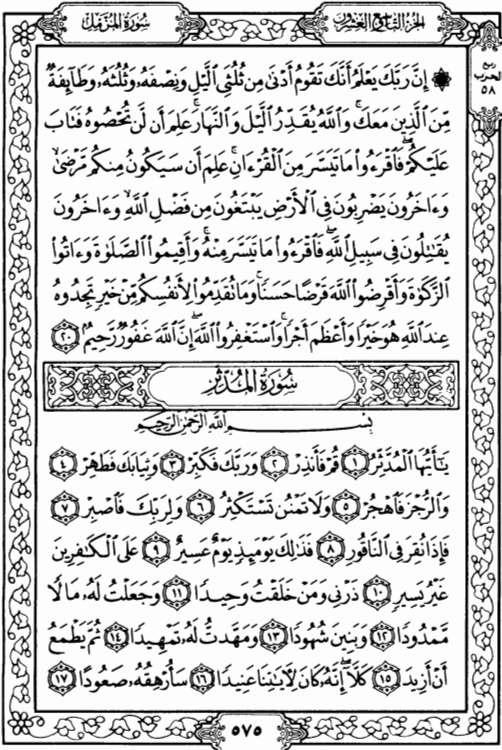 سُورَةُ المُزَّمِّل
الجزء التاسع والعشرون
ربع
الحزب
٥٨
۞ إِنَّ رَبَّكَ يَعْلَمُ أَنَّكَ تَقُومُ أَدْنَىٰ مِن ثُلُثَيِ الَّيْلِ وَنِصْفَهُۥ وَثُلُثَهُۥ وَطَآئِفَةٌ
مِّنَ الَّذِينَ مَعَكَۚ وَاللَّهُ يُقَدِّرُ الَّيْلَ وَالنَّهَارَۚ عَلِمَ أَن لَّن تُحْصُوهُ فَتَابَ
عَلَيْكُمْۖ فَاقْرَءُوا۟ مَا تَيَسَّرَ مِنَ الْقُرْءَانِۚ عَلِمَ أَن سَيَكُونُ مِنكُم مَّرْضَىٰۙ
وَءَاخَرُونَ يَضْرِبُونَ فِى الْأَرْضِ يَبْتَغُونَ مِن فَضْلِ اللَّهِۙ وَءَاخَرُونَ
يُقَٰتِلُونَ فِى سَبِيلِ اللَّهِۖ فَاقْرَءُوا۟ مَا تَيَسَّرَ مِنْهُۚ وَأَقِيمُوا۟ الصَّلَوٰةَ وَءَاتُوا۟
الزَّكَوٰةَ وَأَقْرِضُوا۟ اللَّهَ قَرْضًا حَسَنًاۚ وَمَا تُقَدِّمُوا۟ لِأَنفُسِكُم مِّنْ خَيْرٍ تَجِدُوهُ
عِندَ اللَّهِ هُوَ خَيْرًا وَأَعْظَمَ أَجْرًاۚ وَاسْتَغْفِرُوا۟ اللَّهَۖ إِنَّ اللَّهَ غَفُورٌ رَّحِيمٌۢ ٢٠
سُورَةُ المُدَّثِّر
بِسْمِ اللَّهِ الرَّحْمَٰنِ الرَّحِيمِ
يَٰٓأَيُّهَا الْمُدَّثِّرُ ١ قُمْ فَأَنذِرْ ٢ وَرَبَّكَ فَكَبِّرْ ٣ وَثِيَابَكَ فَطَهِّرْ ٤
وَالرُّجْزَ فَاهْجُرْ ٥ وَلَا تَمْنُن تَسْتَكْثِرُ ٦ وَلِرَبِّكَ فَاصْبِرْ ٧
فَإِذَا نُقِرَ فِى النَّاقُورِ ٨ فَذَٰلِكَ يَوْمَئِذٍ يَوْمٌ عَسِيرٌ ٩ عَلَى الْكَٰفِرِينَ
غَيْرُ يَسِيرٍ ١٠ ذَرْنِى وَمَنْ خَلَقْتُ وَحِيدًا ١١ وَجَعَلْتُ لَهُۥ مَالًا
مَّمْدُودًا ١٢ وَبَنِينَ شُهُودًا ١٣ وَمَهَّدتُّ لَهُۥ تَمْهِيدًا ١٤ ثُمَّ يَطْمَعُ
أَنْ أَزِيدَ ١٥ كَلَّآۖ إِنَّهُۥ كَانَ لِءَايَٰتِنَا عَنِيدًا ١٦ سَأُرْهِقُهُۥ صَعُودًا ١٧
٥٧٥